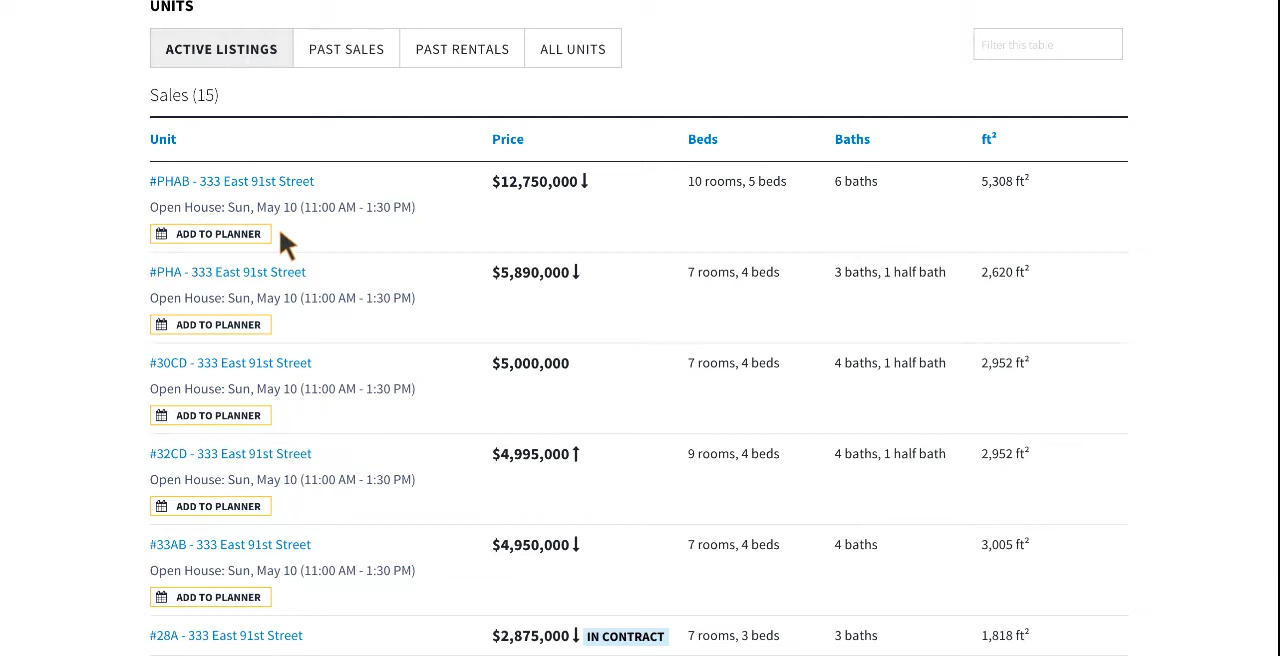 UNITS
ACTIVE LISTINGS PAST SALES PAST RENTALS ALL UNITS Filter this table
Sales (15)
Unit Price Beds Baths ft²
#PHAB - 333 East 91st Street $12,750,000 ↓ 10 rooms, 5 beds 6 baths 5,308 ft²
Open House: Sun, May 10 (11:00 AM - 1:30 PM)
ADD TO PLANNER
#PHA - 333 East 91st Street $5,890,000 ↓ 7 rooms, 4 beds 3 baths, 1 half bath 2,620 ft²
Open House: Sun, May 10 (11:00 AM - 1:30 PM)
ADD TO PLANNER
#30CD - 333 East 91st Street $5,000,000 7 rooms, 4 beds 4 baths, 1 half bath 2,952 ft²
Open House: Sun, May 10 (11:00 AM - 1:30 PM)
ADD TO PLANNER
#32CD - 333 East 91st Street $4,995,000 ↑ 9 rooms, 4 beds 4 baths, 1 half bath 2,952 ft²
Open House: Sun, May 10 (11:00 AM - 1:30 PM)
ADD TO PLANNER
#33AB - 333 East 91st Street $4,950,000 ↓ 7 rooms, 4 beds 4 baths 3,005 ft²
Open House: Sun, May 10 (11:00 AM - 1:30 PM)
ADD TO PLANNER
#28A - 333 East 91st Street $2,875,000 ↓ IN CONTRACT 7 rooms, 3 beds 3 baths 1,818 ft²